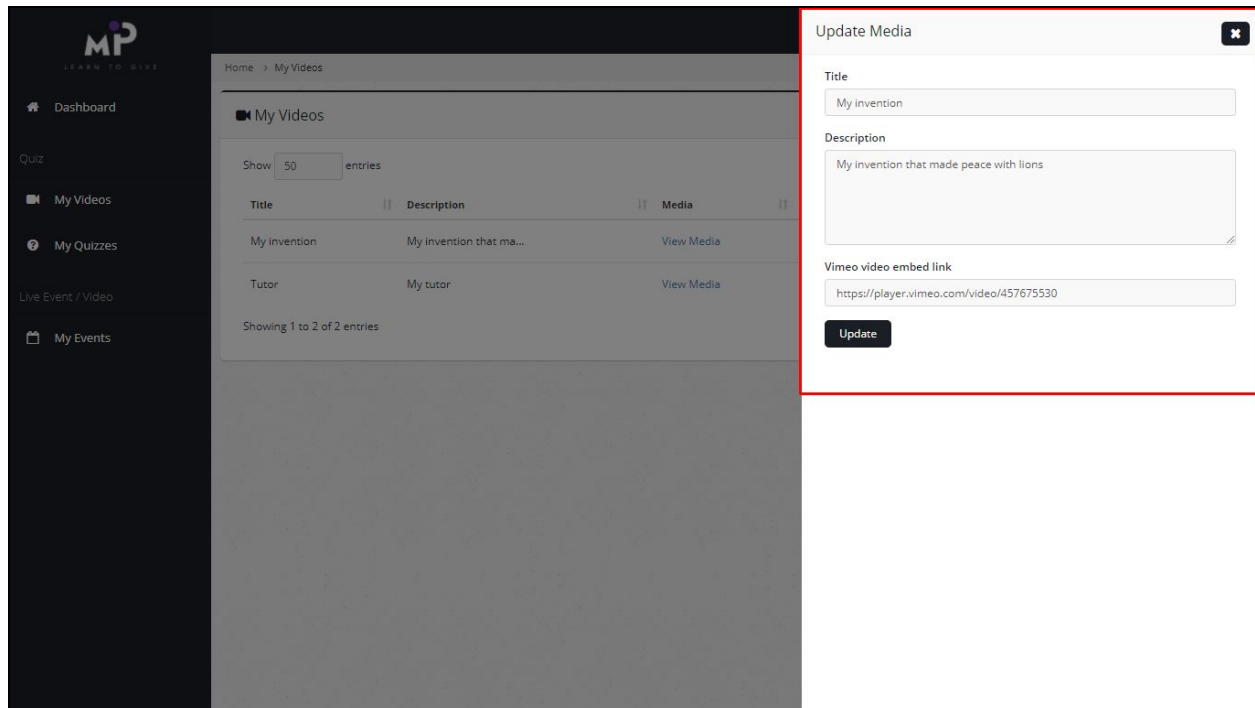 MP
LEARN TO GIVE
Dashboard
Quiz
My Videos
My Quizzes
Live Event / Video
My Events
Home > My Videos
My Videos
Show 50 entries
Title Description Media
My invention My invention that ma... View Media
Tutor My tutor View Media
Showing 1 to 2 of 2 entries
Update Media
Title
My invention
Description
My invention that made peace with lions
Vimeo video embed link
https://player.vimeo.com/video/457675530
Update